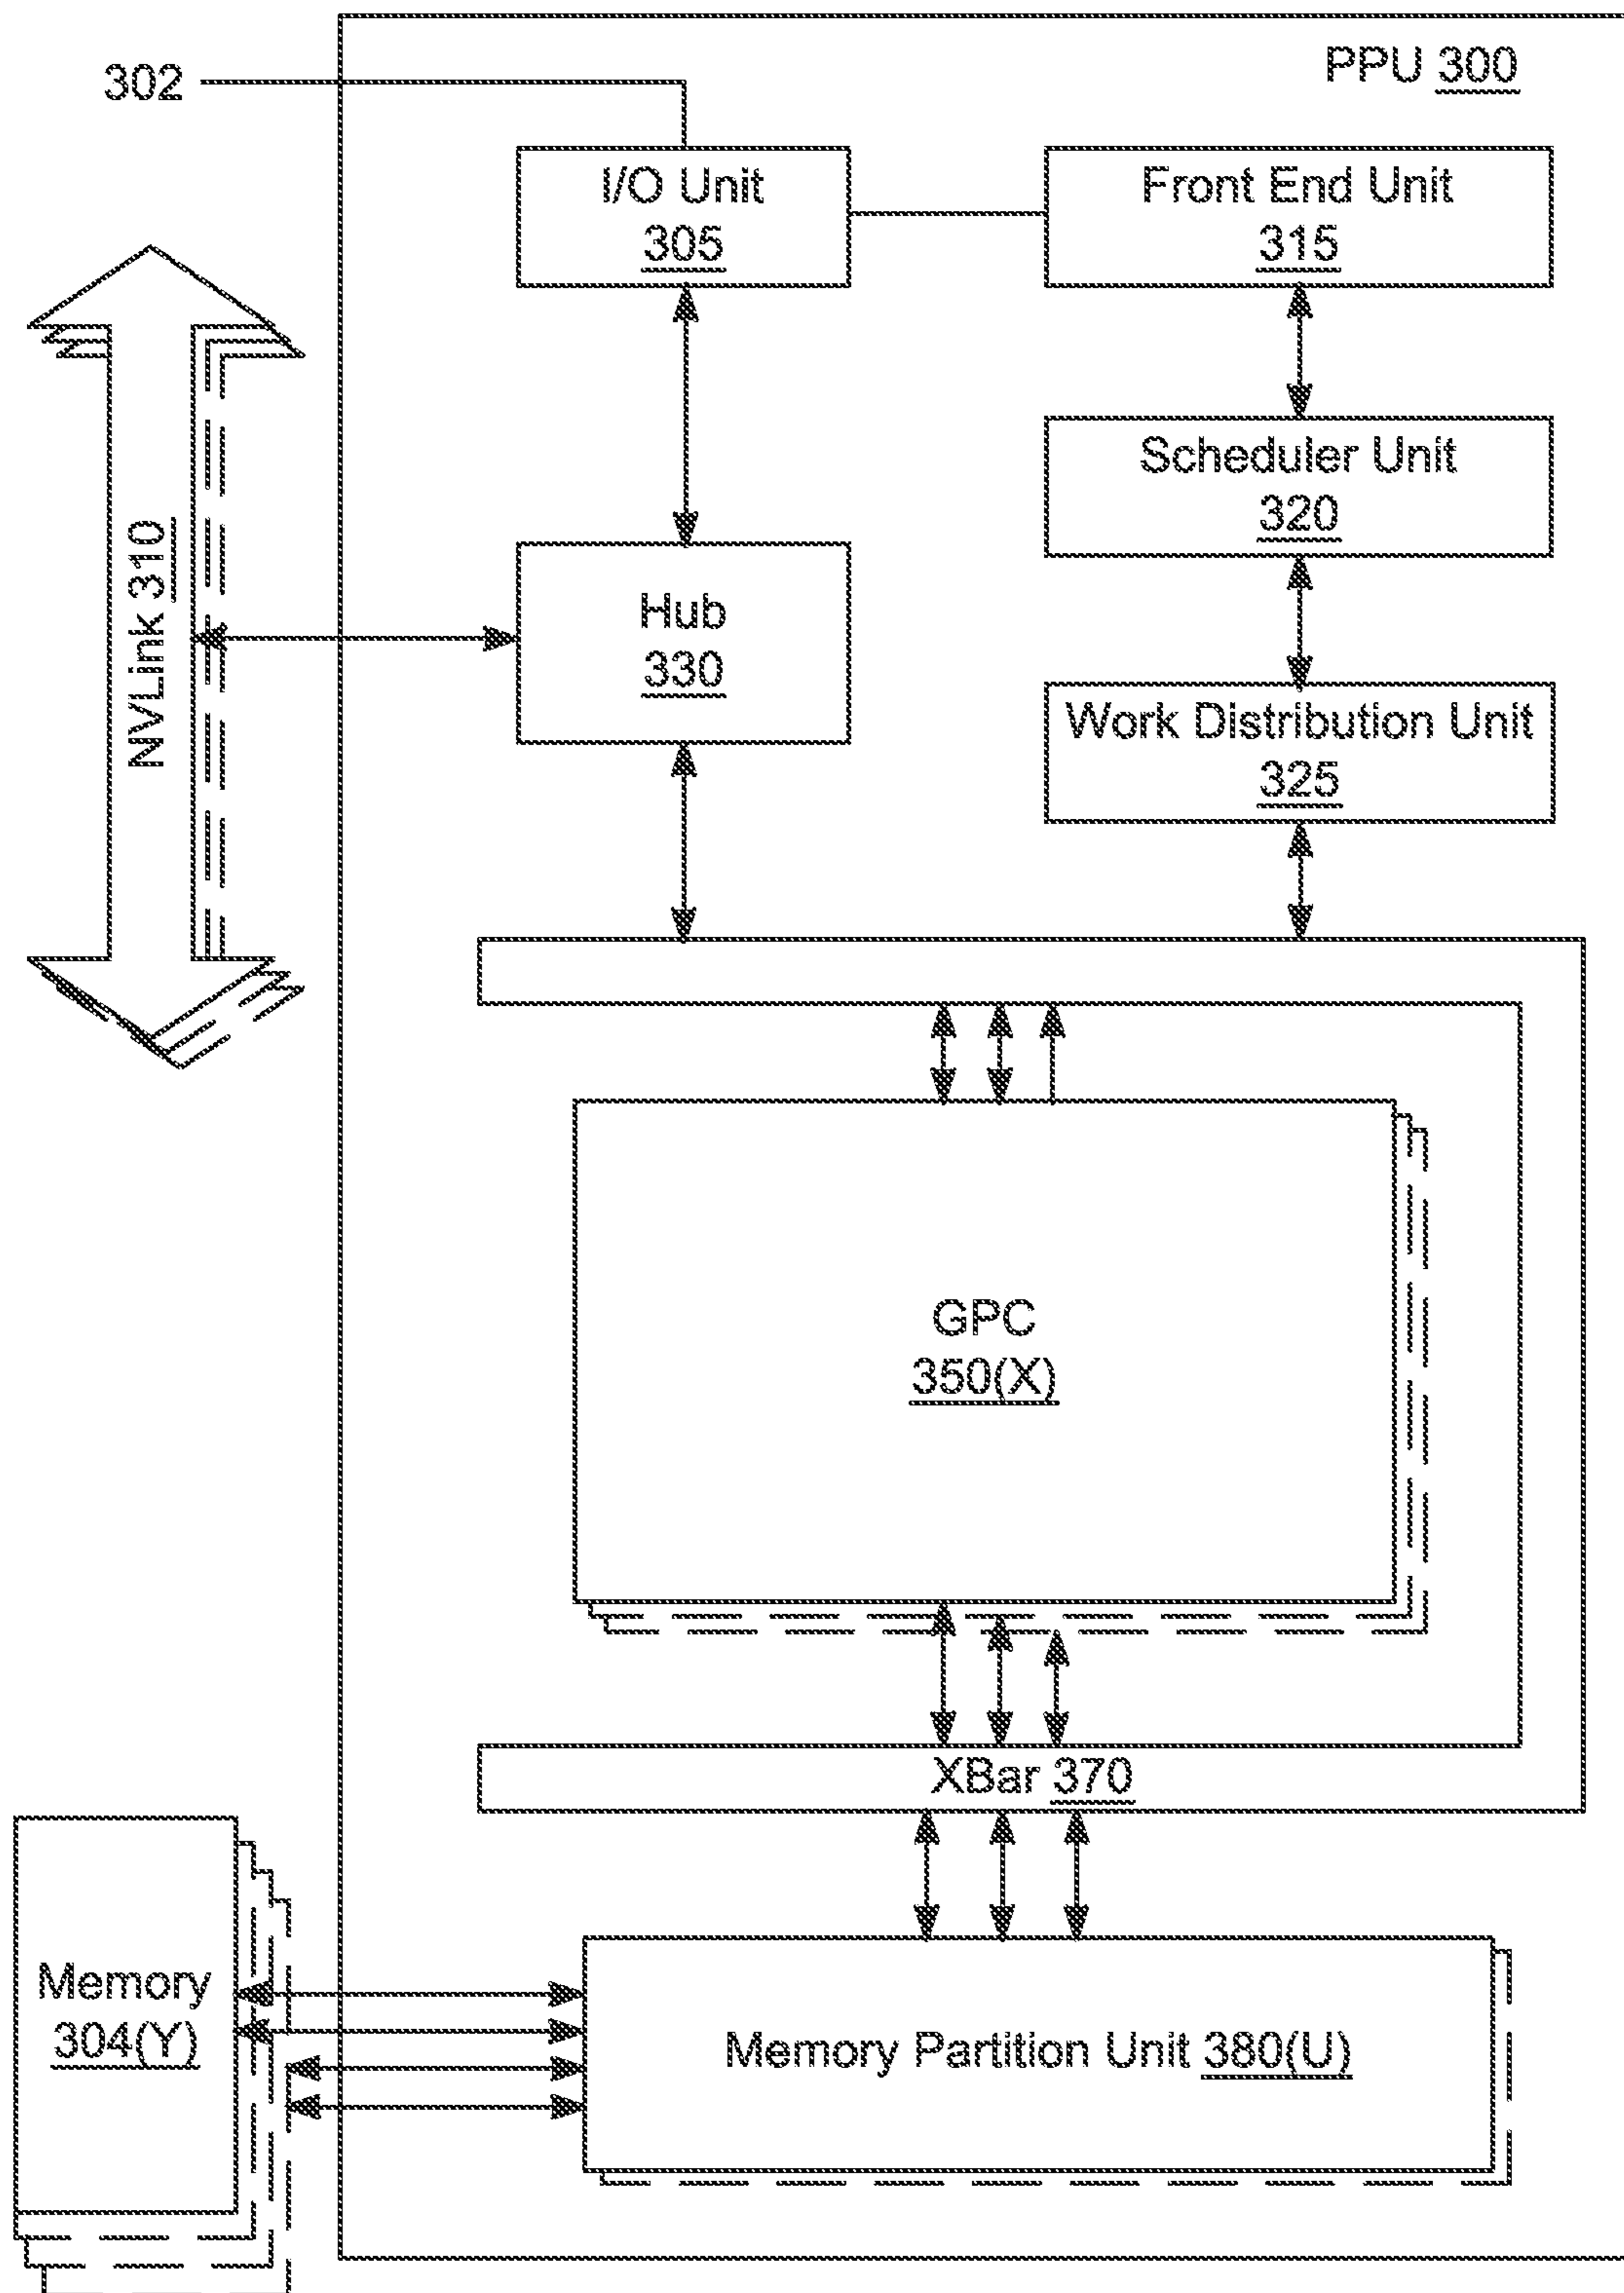 PPU 300
302
I/O Unit
305
Front End Unit
315
Scheduler Unit
320
NVLink 310
Hub
330
Work Distribution Unit
325
GPC
350(X)
XBar 370
Memory
304(Y)
Memory Partition Unit 380(U)